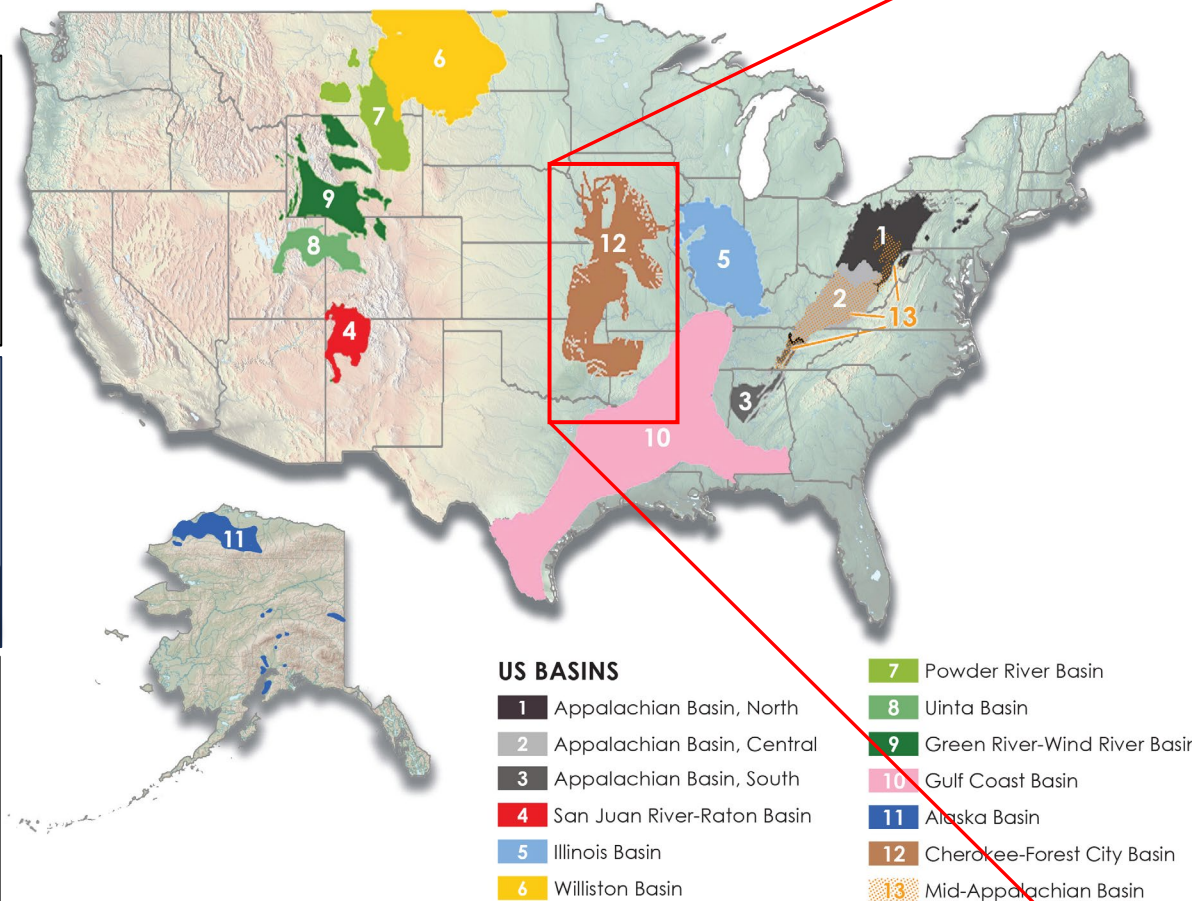 6
7
9
12
8
5
1
2
4
13
3
10
11
US BASINS
1 Appalachian Basin, North
2 Appalachian Basin, Central
3 Appalachian Basin, South
4 San Juan River-Raton Basin
5 Illinois Basin
6 Williston Basin
7 Powder River Basin
8 Uinta Basin
9 Green River-Wind River Basin
10 Gulf Coast Basin
11 Alaska Basin
12 Cherokee-Forest City Basin
13 Mid-Appalachian Basin